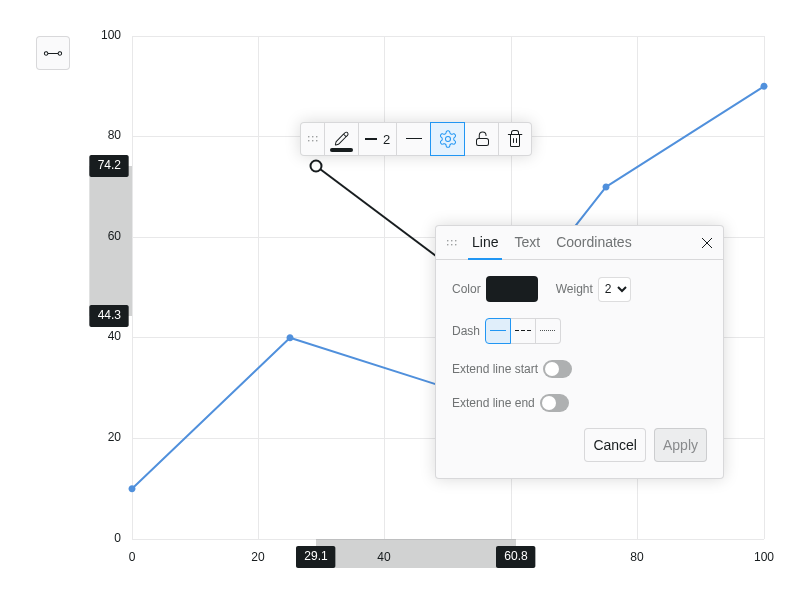 100
80
2
74.2
60
Line Text Coordinates
Color Weight 2
44.3
Dash
40
Extend line start
Extend line end
20
Cancel Apply
0
0 20 29.1 40 60.8 80 100